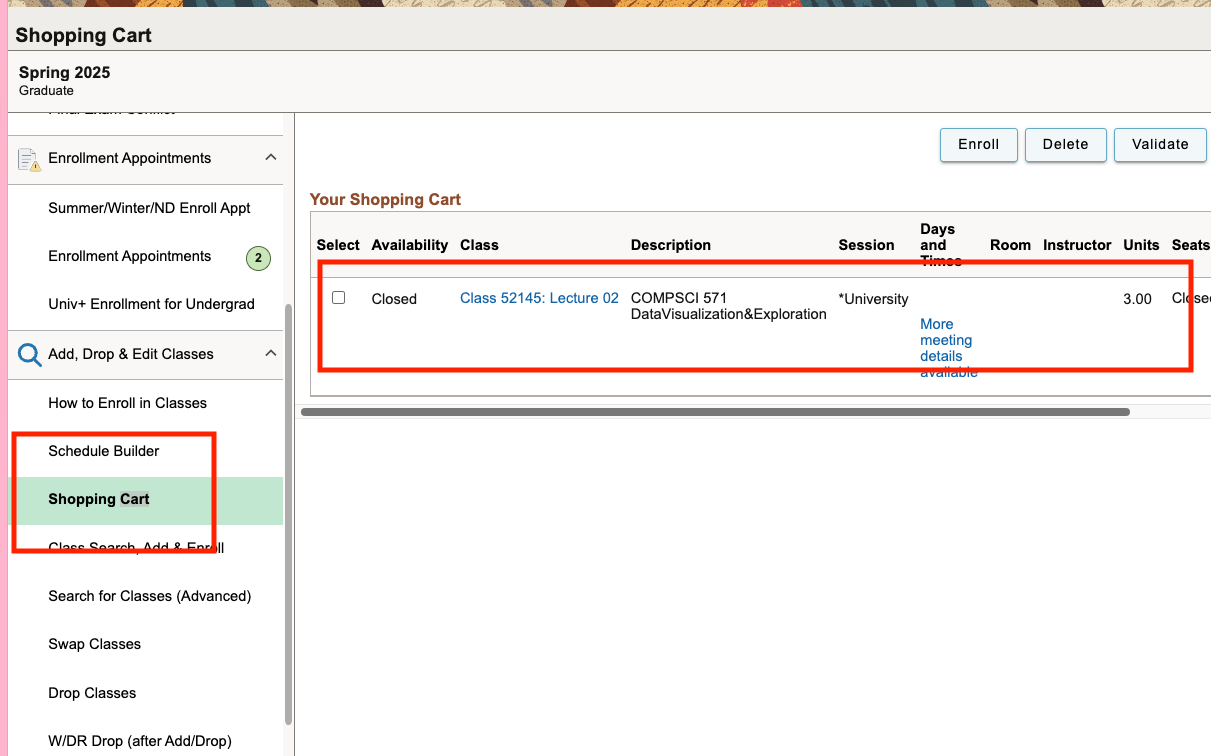 Shopping Cart
Spring 2025
Graduate
Final Exam Conflict
Enrollment Appointments
Summer/Winter/ND Enroll Appt
Enrollment Appointments
2
Univ+ Enrollment for Undergrad
Add, Drop & Edit Classes
How to Enroll in Classes
Schedule Builder
Shopping Cart
Class Search, Add & Enroll
Search for Classes (Advanced)
Swap Classes
Drop Classes
W/DR Drop (after Add/Drop)
Enroll Delete Validate
Your Shopping Cart
Select Availability Class Description Session Days and Times Room Instructor Units Seats
Closed Class 52145: Lecture 02 COMPSCI 571 *University 3.00 Closed
DataVisualization&Exploration
More
meeting
details
available